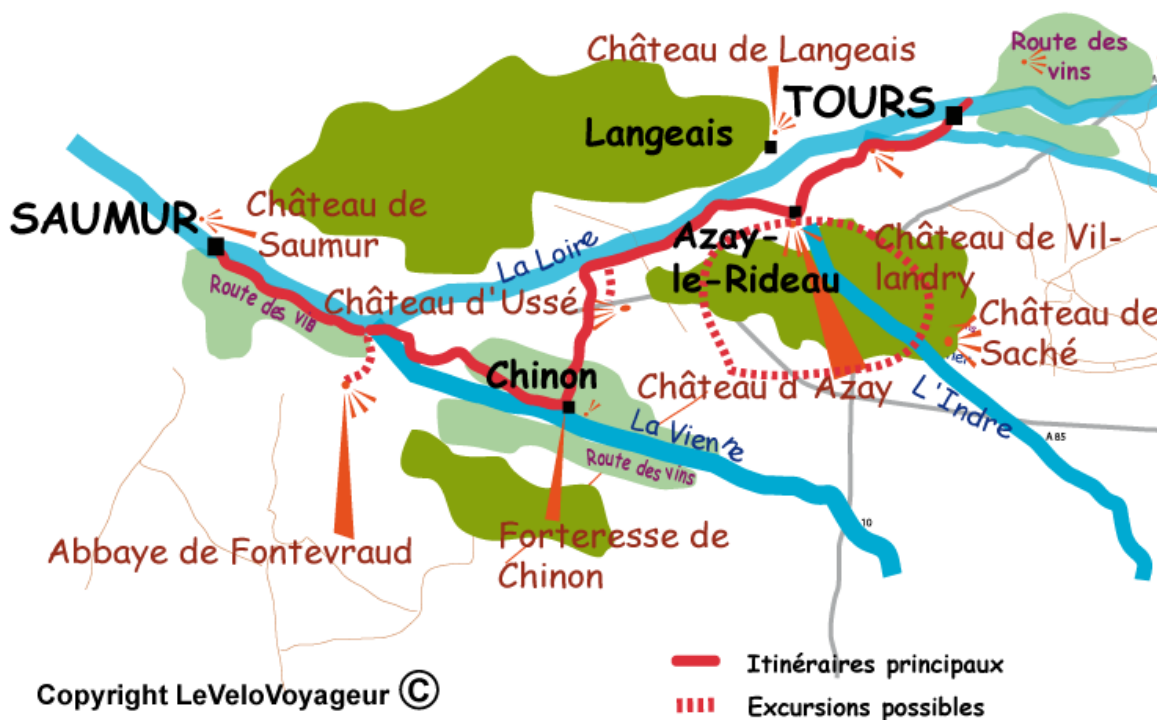 Château de Langeais
Route des
vins
TOURS
Langeais
SAUMUR
Château de
Saumur
La Loire
Azay-
le-Rideau
Château de Vil-
landry
Route des vin
Château d'Ussé
Château de
Saché
Chinon
Château d'Azay
L'Indre
La Vienne
A 85
Route des vins
10
Abbaye de Fontevraud
Forteresse de
Chinon
Itinéraires principaux
Copyright LeVeloVoyageur ©
Excursions possibles